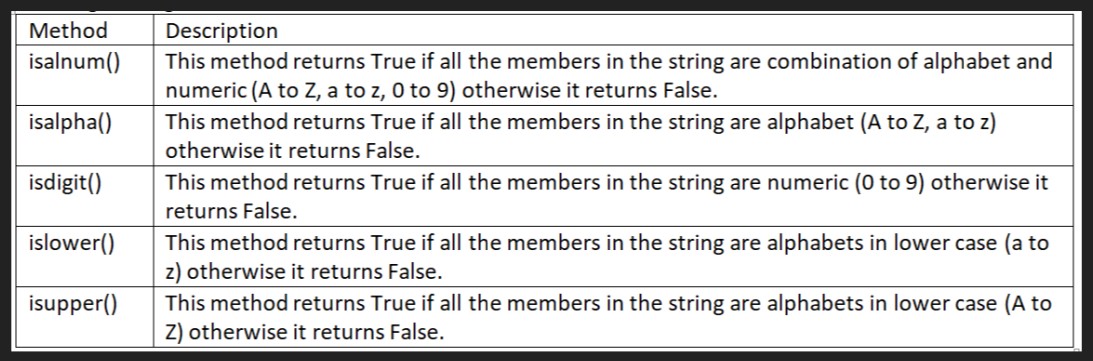 Method Description
isalnum() This method returns True if all the members in the string are combination of alphabet and
numeric (A to Z, a to z, 0 to 9) otherwise it returns False.
isalpha() This method returns True if all the members in the string are alphabet (A to Z, a to z)
otherwise it returns False.
isdigit() This method returns True if all the members in the string are numeric (0 to 9) otherwise it
returns False.
islower() This method returns True if all the members in the string are alphabets in lower case (a to
z) otherwise it returns False.
isupper() This method returns True if all the members in the string are alphabets in lower case (A to
Z) otherwise it returns False.